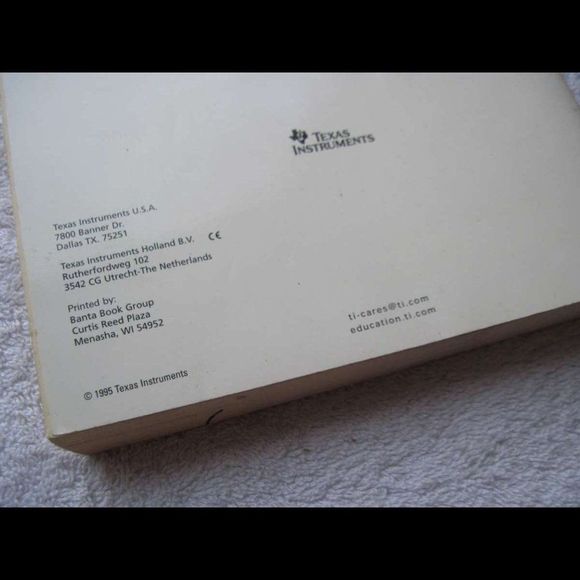 TEXAS
INSTRUMENTS
Texas Instruments U.S.A.
7800 Banner Dr.
Dallas TX. 75251
Texas Instruments Holland B.V. CE
Rutherfordweg 102
3542 CG Utrecht-The Netherlands
Printed by:
Banta Book Group
Curtis Reed Plaza
Menasha, WI 54952
ti-cares@ti.com
education.ti.com
© 1995 Texas Instruments